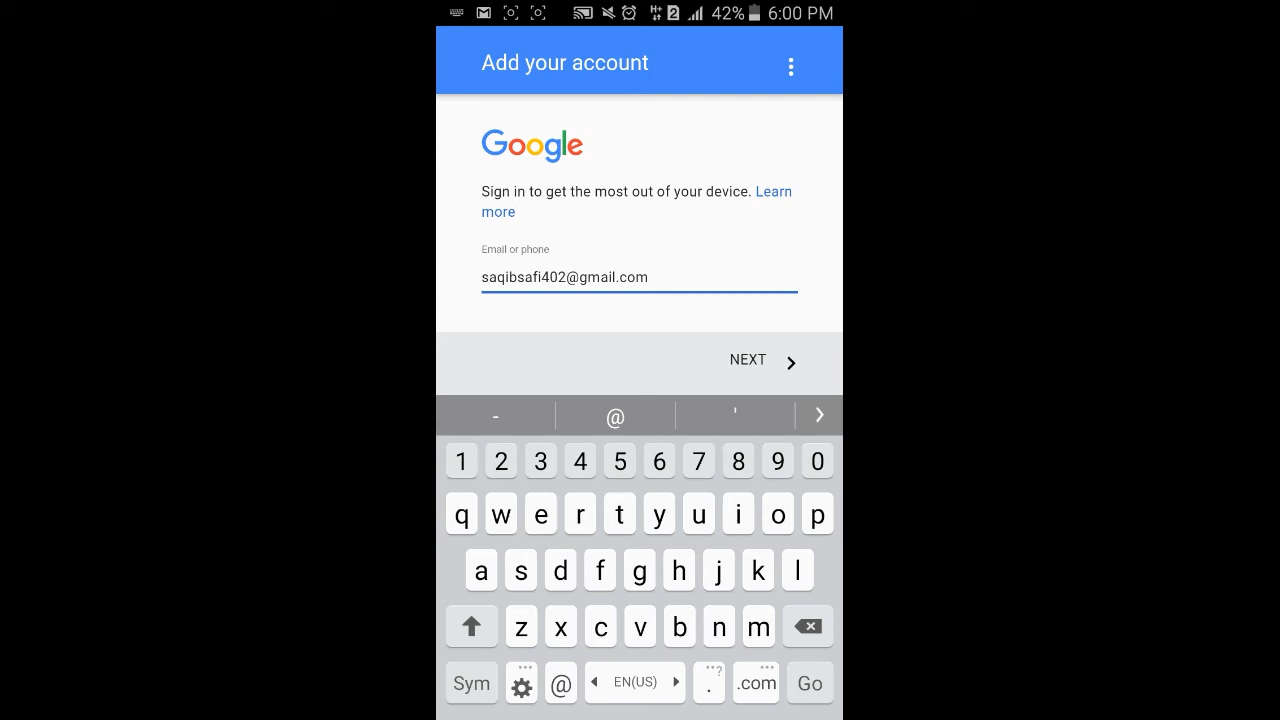 42% 6:00 PM
Add your account
Google
Sign in to get the most out of your device. Learn
more
Email or phone
saqibsafi402@gmail.com
NEXT
- @ '
1 2 3 4 5 6 7 8 9 0
q w e r t y u i o p
a s d f g h j k l
z x c v b n m
Sym @ EN(US) . ? .com Go